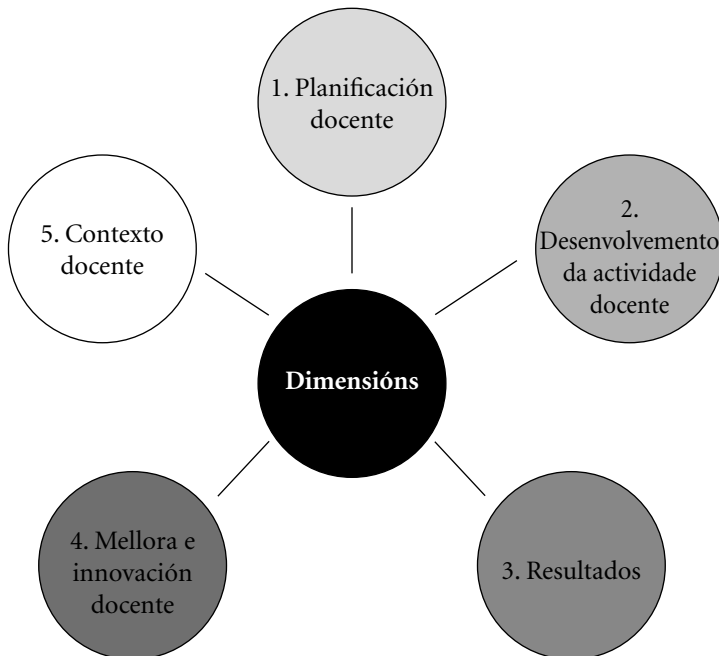 1. Planificación
docente
2.
Desenvolvemento
da actividade
docente
3. Resultados
4. Mellora e
innovación
docente
5. Contexto
docente
Dimensións